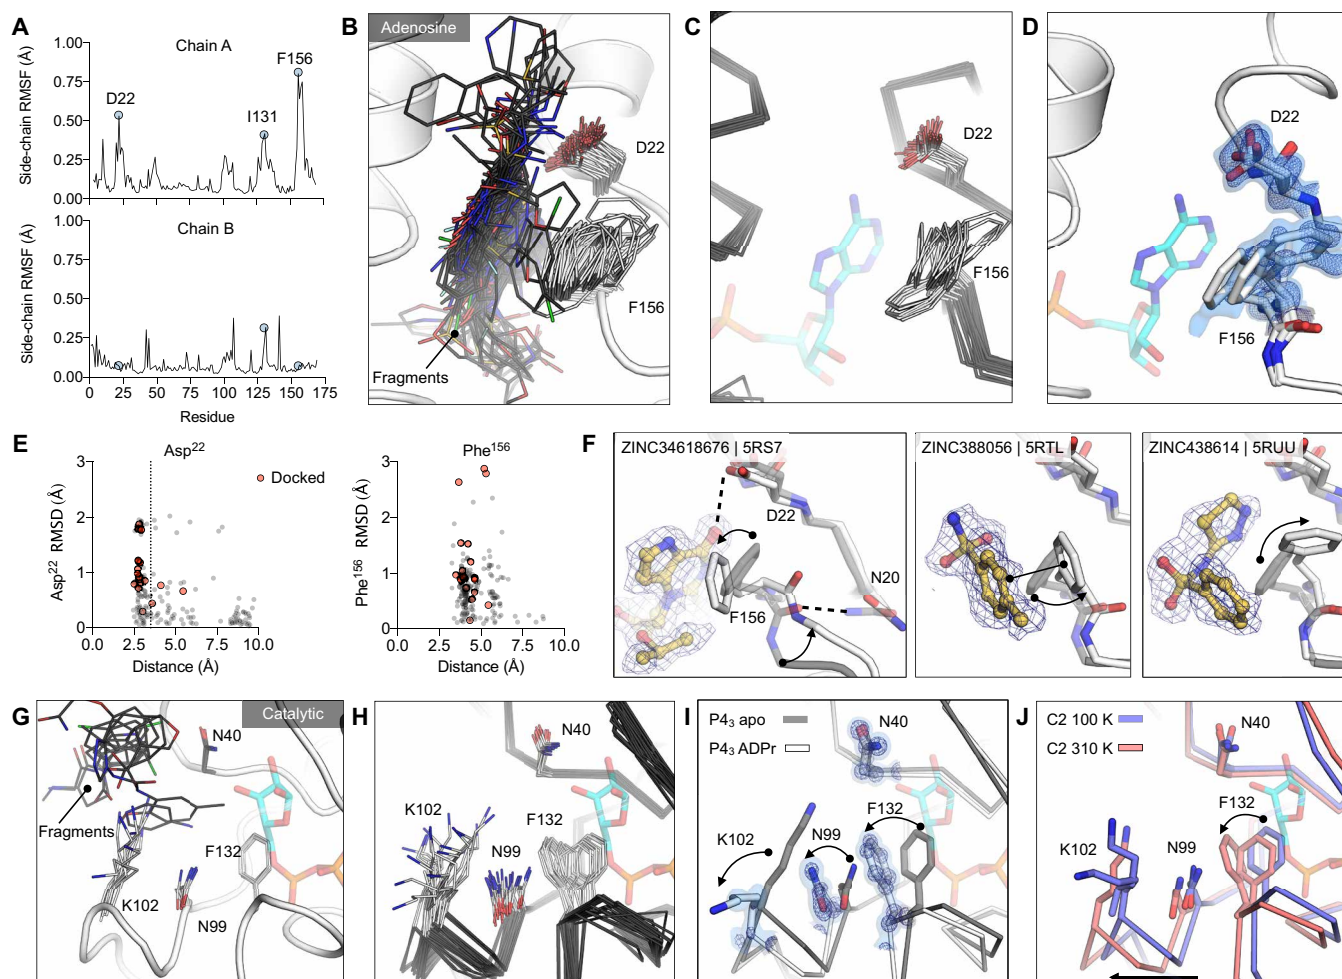 A
Chain A
Side-chain RMSF (Å)
1.00
0.75
0.50
0.25
0.00
D22
I131
F156
Chain B
Side-chain RMSF (Å)
1.00
0.75
0.50
0.25
0.00
0 25 50 75 100 125 150 175
Residue
B
Adenosine
D22
F156
Fragments
C
D22
F156
D
D22
F156
E
Asp22
Asp22 RMSD (Å)
3
2
1
0
0.0 2.5 5.0 7.5 10.0
Distance (Å)
Docked
Phe156
Phe156 RMSD (Å)
3
2
1
0
0.0 2.5 5.0 7.5 10.0
Distance (Å)
F
ZINC34618676 | 5RS7
D22
N20
F156
ZINC388056 | 5RTL
ZINC438614 | 5RUU
G
Catalytic
N40
Fragments
F132
K102
N99
H
N40
K102
F132
N99
I
P43 apo
P43 ADPr
N40
F132
K102
N99
J
C2 100 K
C2 310 K
N40
F132
K102
N99